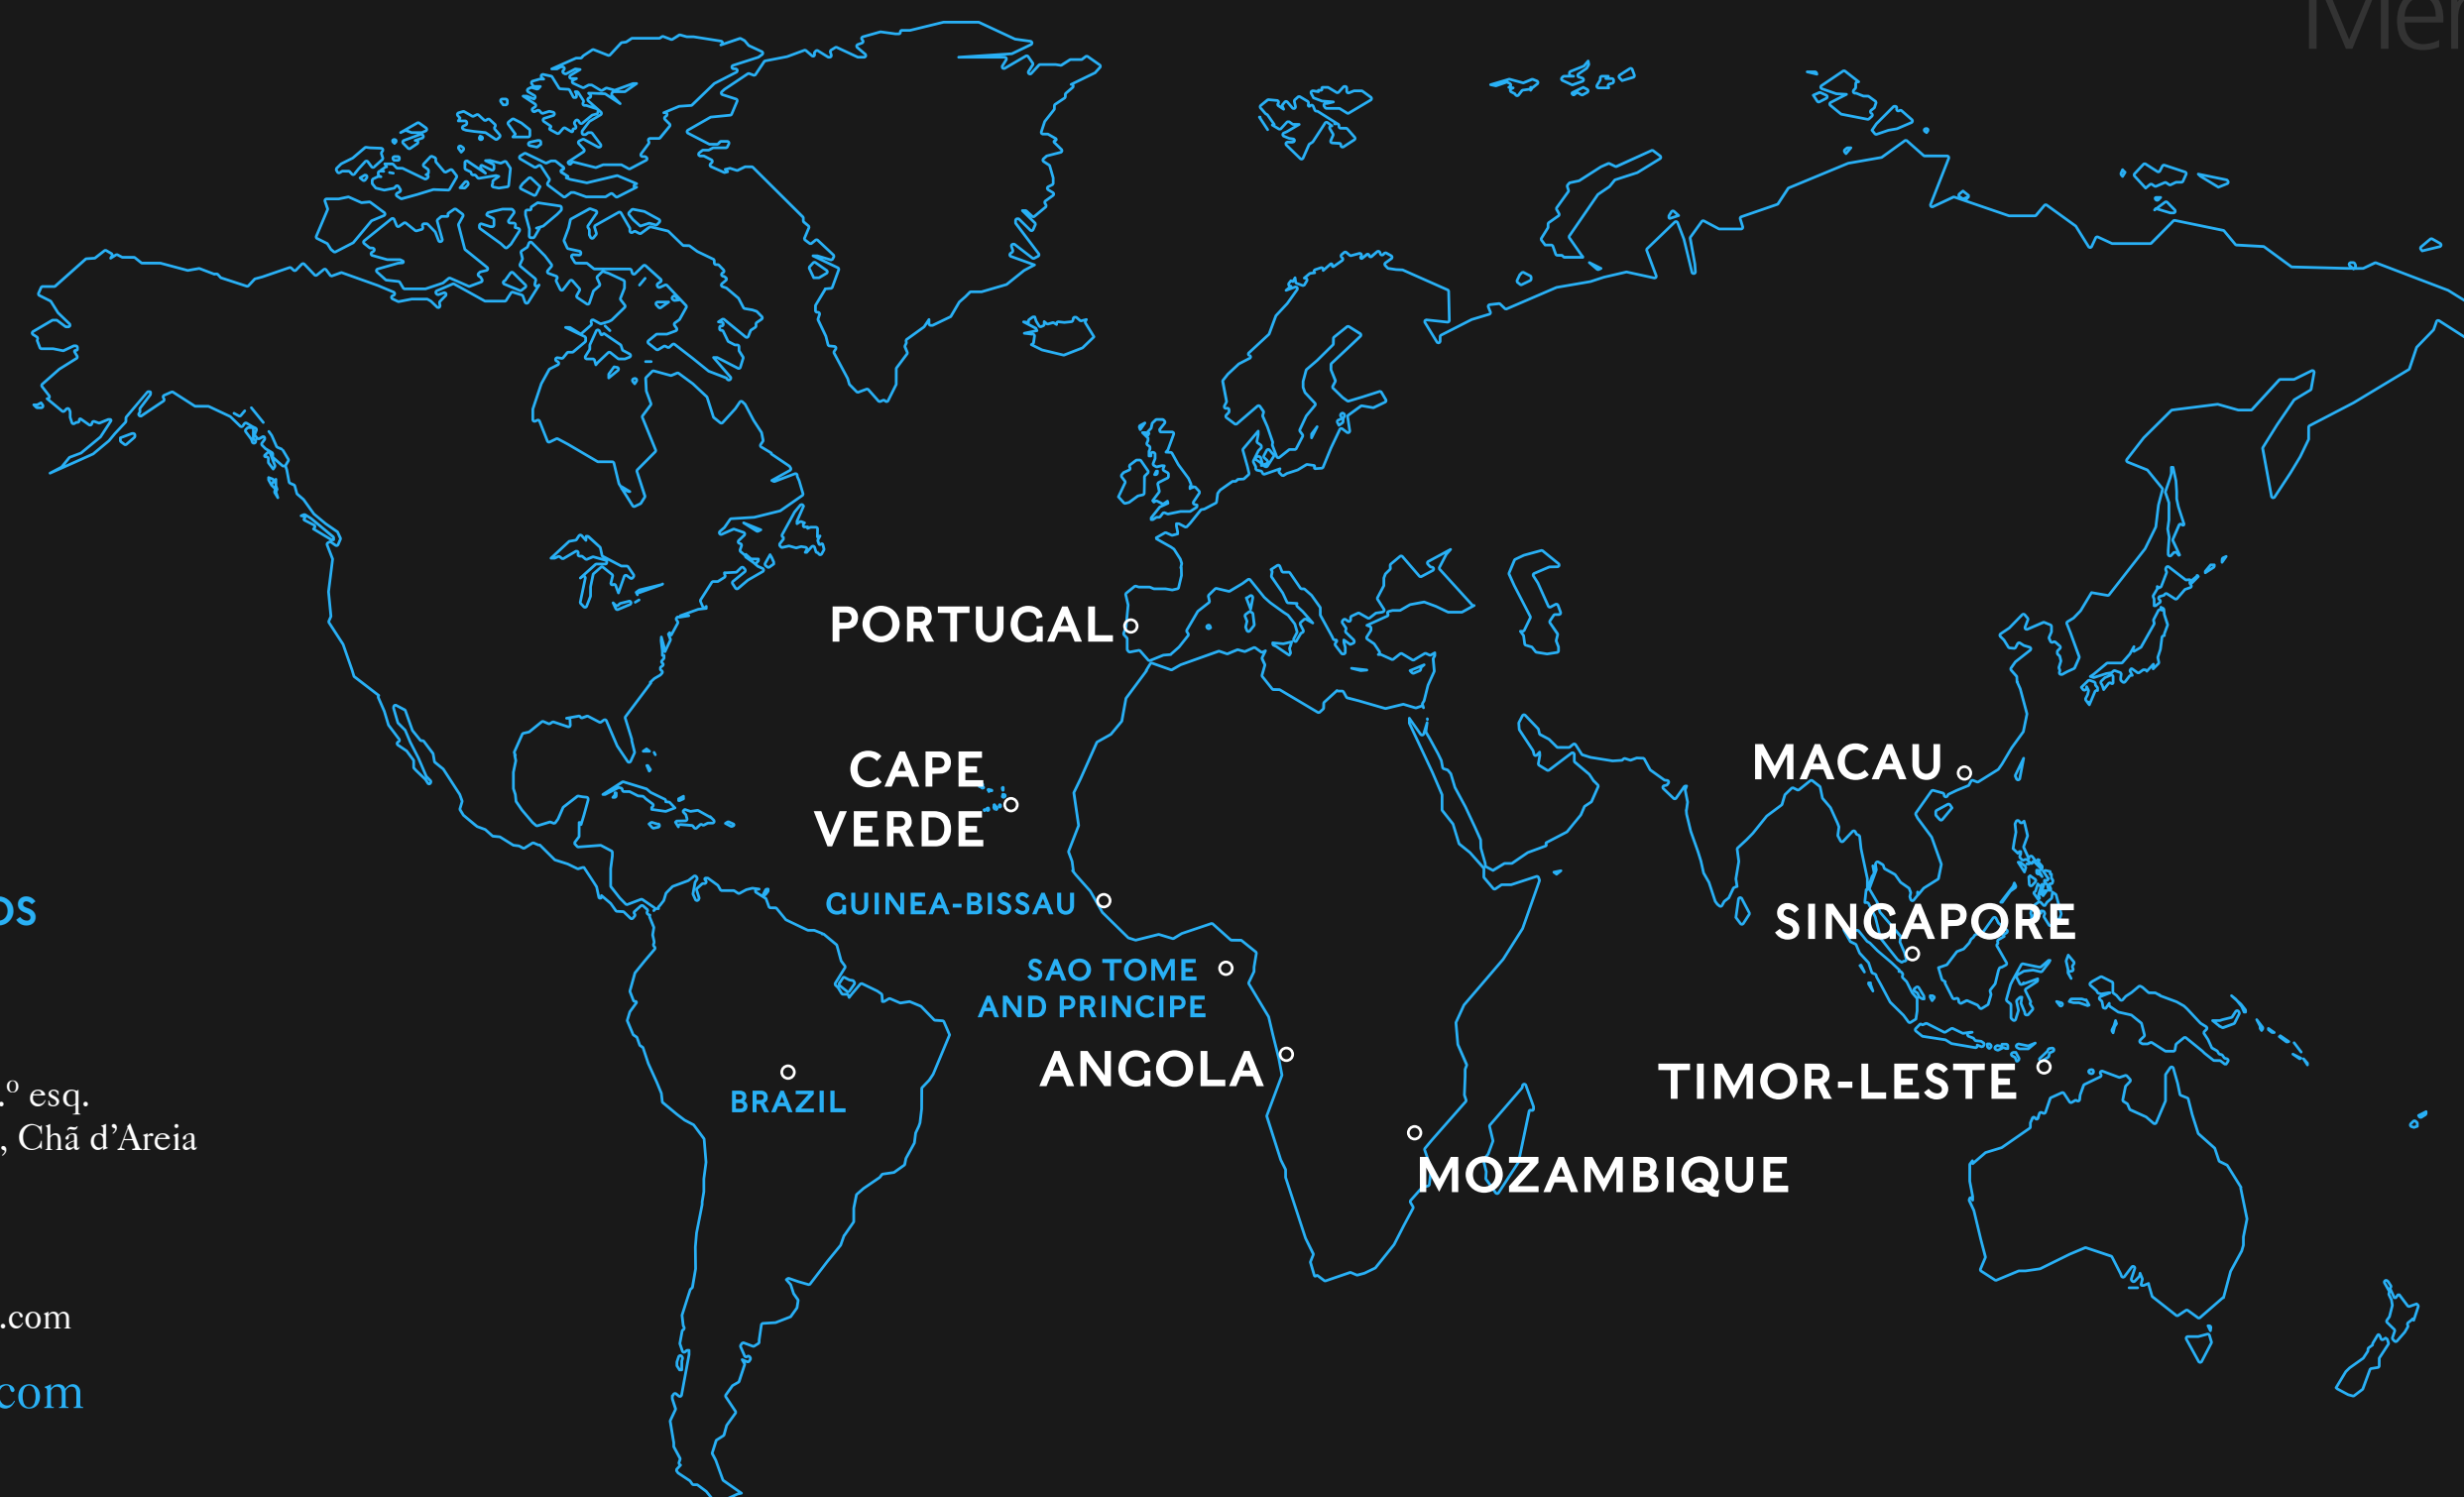 PORTUGAL
CAPE
VERDE
MACAU
GUINEA-BISSAU
SINGAPORE
SAO TOME
AND PRINCIPE
ANGOLA
TIMOR-LESTE
BRAZIL
MOZAMBIQUE
os
.º esq.
, Chã d'Areia
.com
com